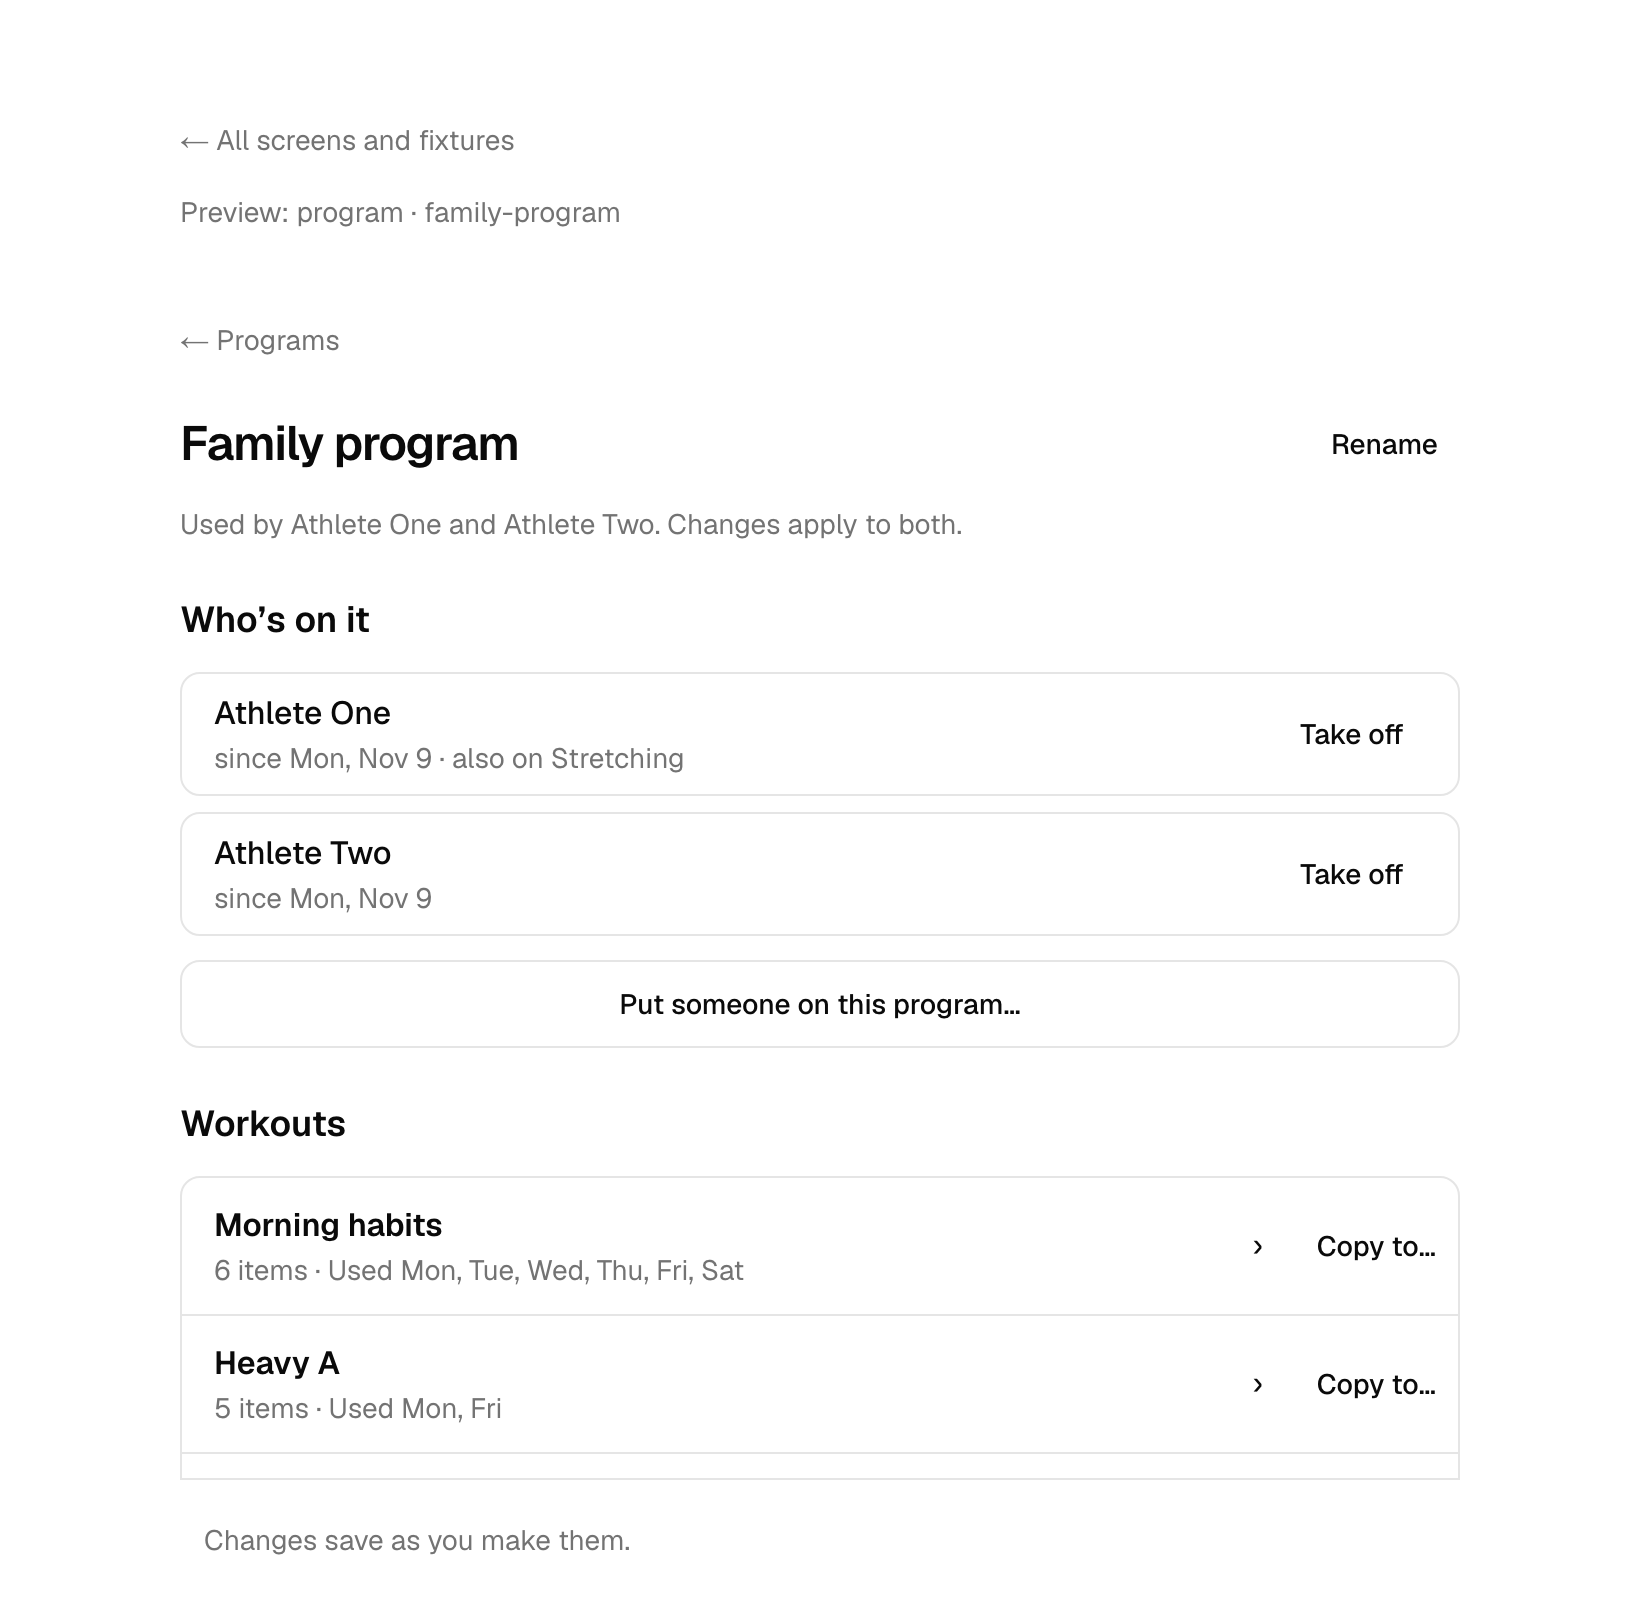 ← All screens and fixtures
Preview: program · family-program
← Programs
Family program
Rename
Used by Athlete One and Athlete Two. Changes apply to both.
Who’s on it
Athlete One
since Mon, Nov 9 · also on Stretching
Take off
Athlete Two
since Mon, Nov 9
Take off
Put someone on this program…
Workouts
Morning habits
6 items · Used Mon, Tue, Wed, Thu, Fri, Sat
› Copy to…
Heavy A
5 items · Used Mon, Fri
› Copy to…
Changes save as you make them.